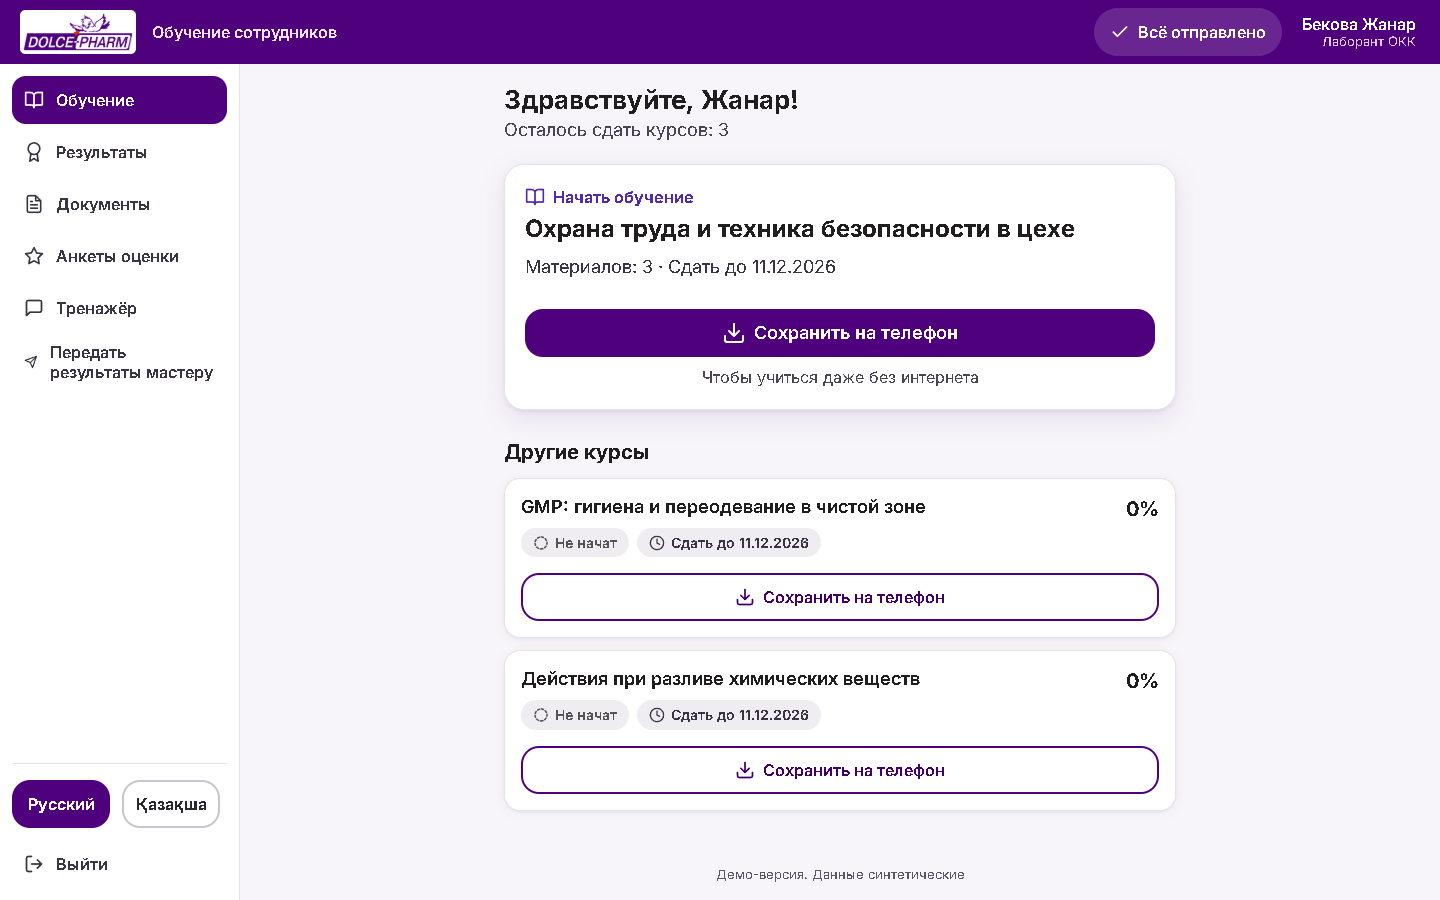 DOLCE-PHARM
Обучение сотрудников
Всё отправлено
Бекова Жанар
Лаборант ОКК
Обучение
Результаты
Документы
Анкеты оценки
Тренажёр
Передать
результаты мастеру
Русский
Қазақша
Выйти
Здравствуйте, Жанар!
Осталось сдать курсов: 3
Начать обучение
Охрана труда и техника безопасности в цехе
Материалов: 3 · Сдать до 11.12.2026
Сохранить на телефон
Чтобы учиться даже без интернета
Другие курсы
GMP: гигиена и переодевание в чистой зоне
0%
Не начат
Сдать до 11.12.2026
Сохранить на телефон
Действия при разливе химических веществ
0%
Не начат
Сдать до 11.12.2026
Сохранить на телефон
Демо-версия. Данные синтетические